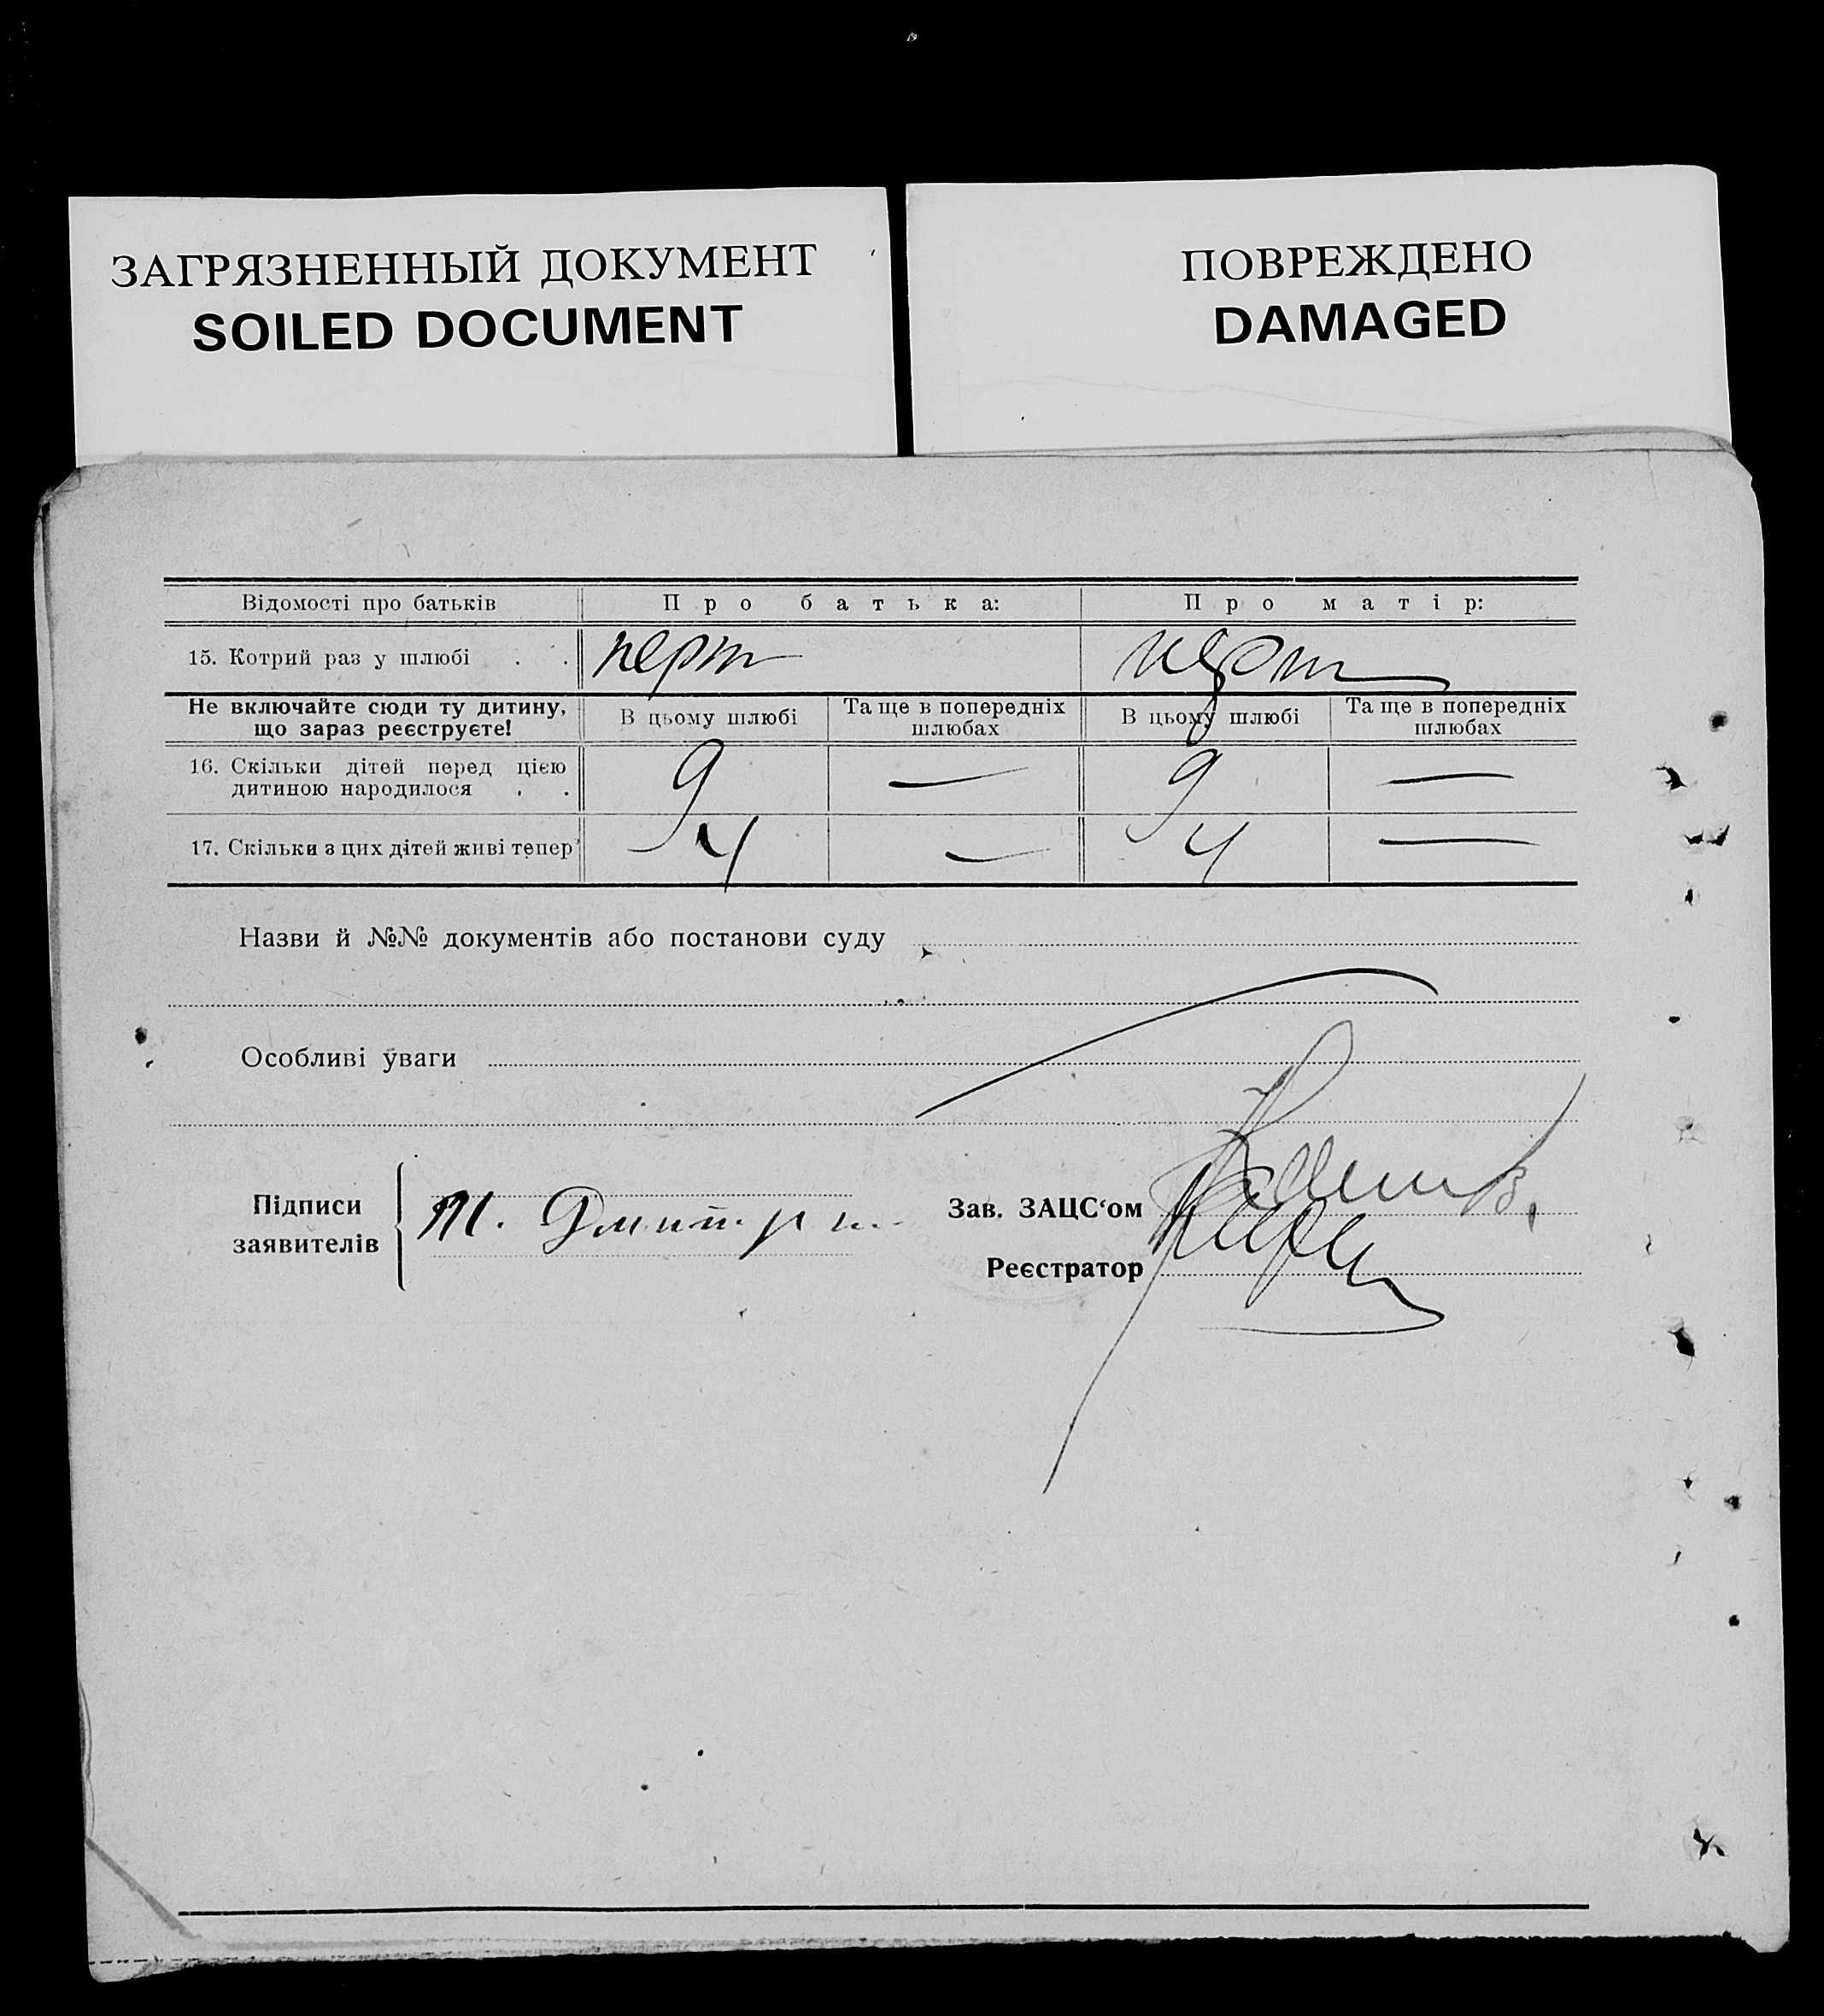 ЗАГРЯЗНЕННЫЙ ДОКУМЕНТ
SOILED DOCUMENT
ПОВРЕЖДЕНО
DAMAGED
Відомості про батьків Про батька: Про матір:
15. Котрий раз у шлюбі . . перш перш
Не включайте сюди ту дитину, що зараз реєструєте! В цьому шлюбі Та ще в попередніх шлюбах В цьому шлюбі Та ще в попередніх шлюбах
16. Скільки дітей перед цією
дитиною народилося . . 9 — 9 —
17. Скільки з цих дітей живі тепер 4 — 4 —
Назви й №№ документів або постанови суду
Особливі уваги
Підписи
заявителів
Зав. ЗАЦС‘ом
Реєстратор